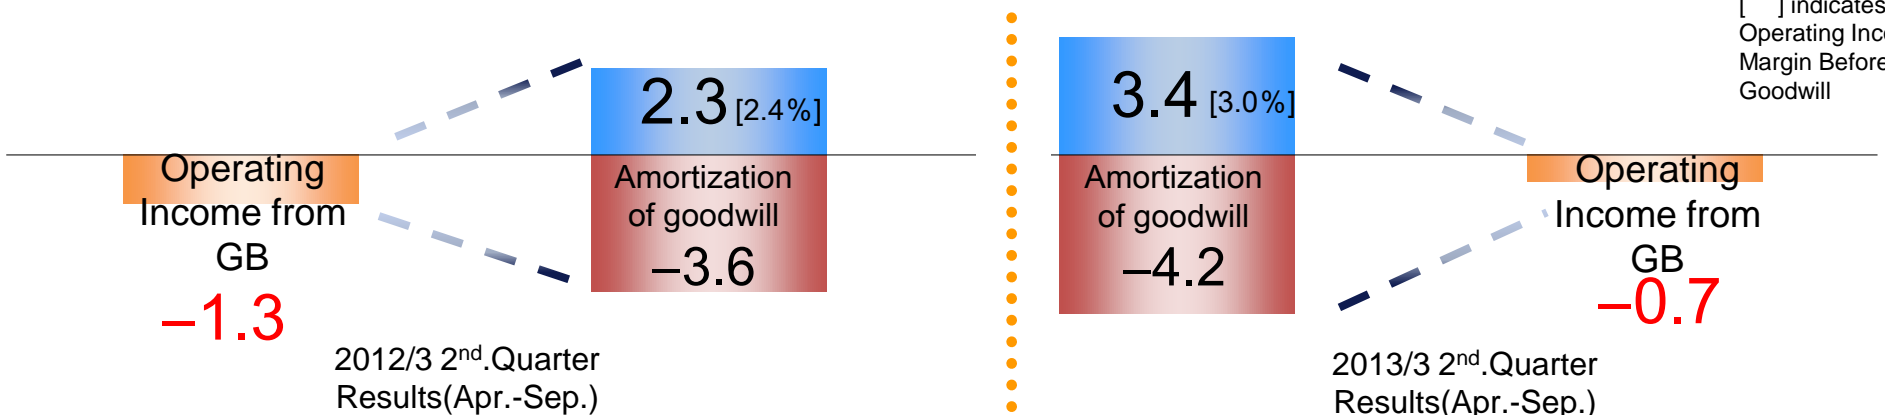 Operating
Income from
GB
–1.3
2.3 [2.4%]
Amortization
of goodwill
–3.6
2012/3 2nd.Quarter
Results(Apr.-Sep.)
3.4 [3.0%]
Amortization
of goodwill
–4.2
Operating
Income from
GB
–0.7
2013/3 2nd.Quarter
Results(Apr.-Sep.)
[ ] indicates
Operating
Margin Before
Goodwill